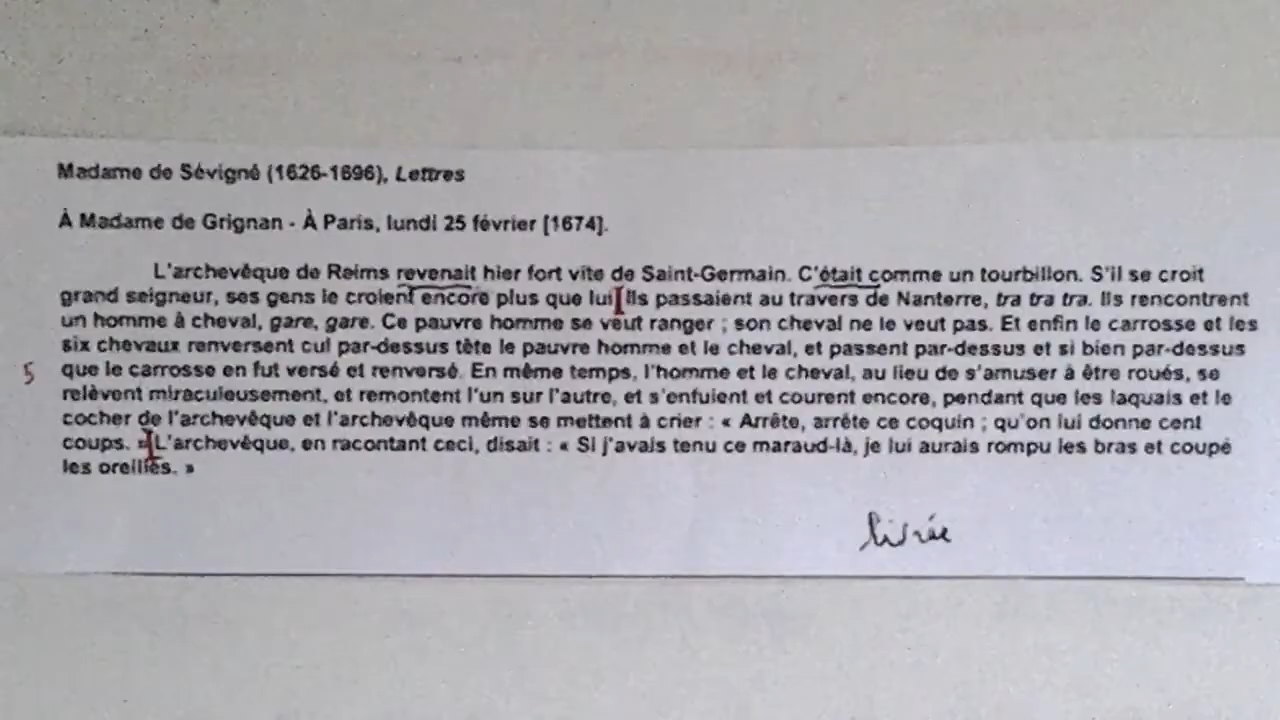 Madame de Sévigné (1626-1696), Lettres
À Madame de Grignan - À Paris, lundi 25 février [1674].
L'archevêque de Reims revenait hier fort vite de Saint-Germain. C'était comme un tourbillon. S'il se croit
grand seigneur, ses gens le croient encore plus que lui. Ils passaient au travers de Nanterre, tra tra tra. Ils rencontrent
un homme à cheval, gare, gare. Ce pauvre homme se veut ranger ; son cheval ne le veut pas. Et enfin le carrosse et les
six chevaux renversent cul par-dessus tête le pauvre homme et le cheval, et passent par-dessus et si bien par-dessus
5 que le carrosse en fut versé et renversé. En même temps, l'homme et le cheval, au lieu de s'amuser à être roués, se
relèvent miraculeusement, et remontent l'un sur l'autre, et s'enfuient et courent encore, pendant que les laquais et le
cocher de l'archevêque et l'archevêque même se mettent à crier : « Arrête, arrête ce coquin ; qu'on lui donne cent
coups. » L'archevêque, en racontant ceci, disait : « Si j'avais tenu ce maraud-là, je lui aurais rompu les bras et coupé
les oreilles. »
livrée